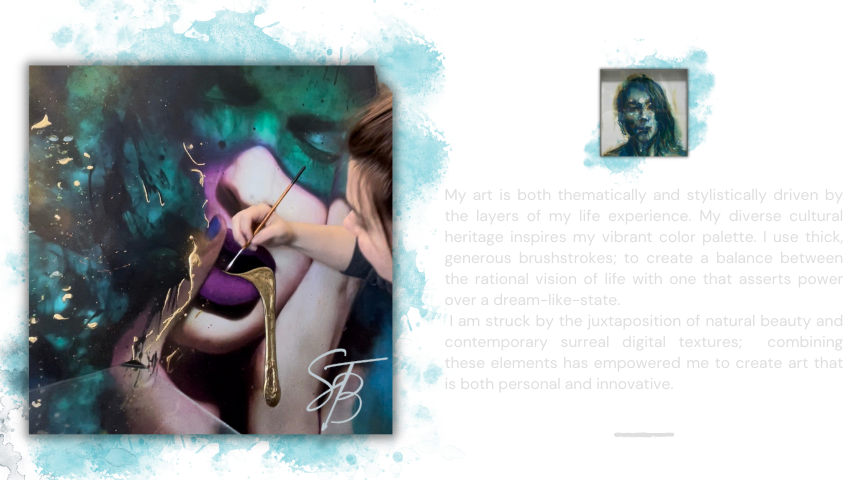 My art is both thematically and stylistically driven by
the layers of my life experience. My diverse cultural
heritage inspires my vibrant color palette. I use thick,
generous brushstrokes; to create a balance between
the rational vision of life with one that asserts power
over a dream-like-state.
I am struck by the juxtaposition of natural beauty and
contemporary surreal digital textures; combining
these elements has empowered me to create art that
is both personal and innovative.
STB